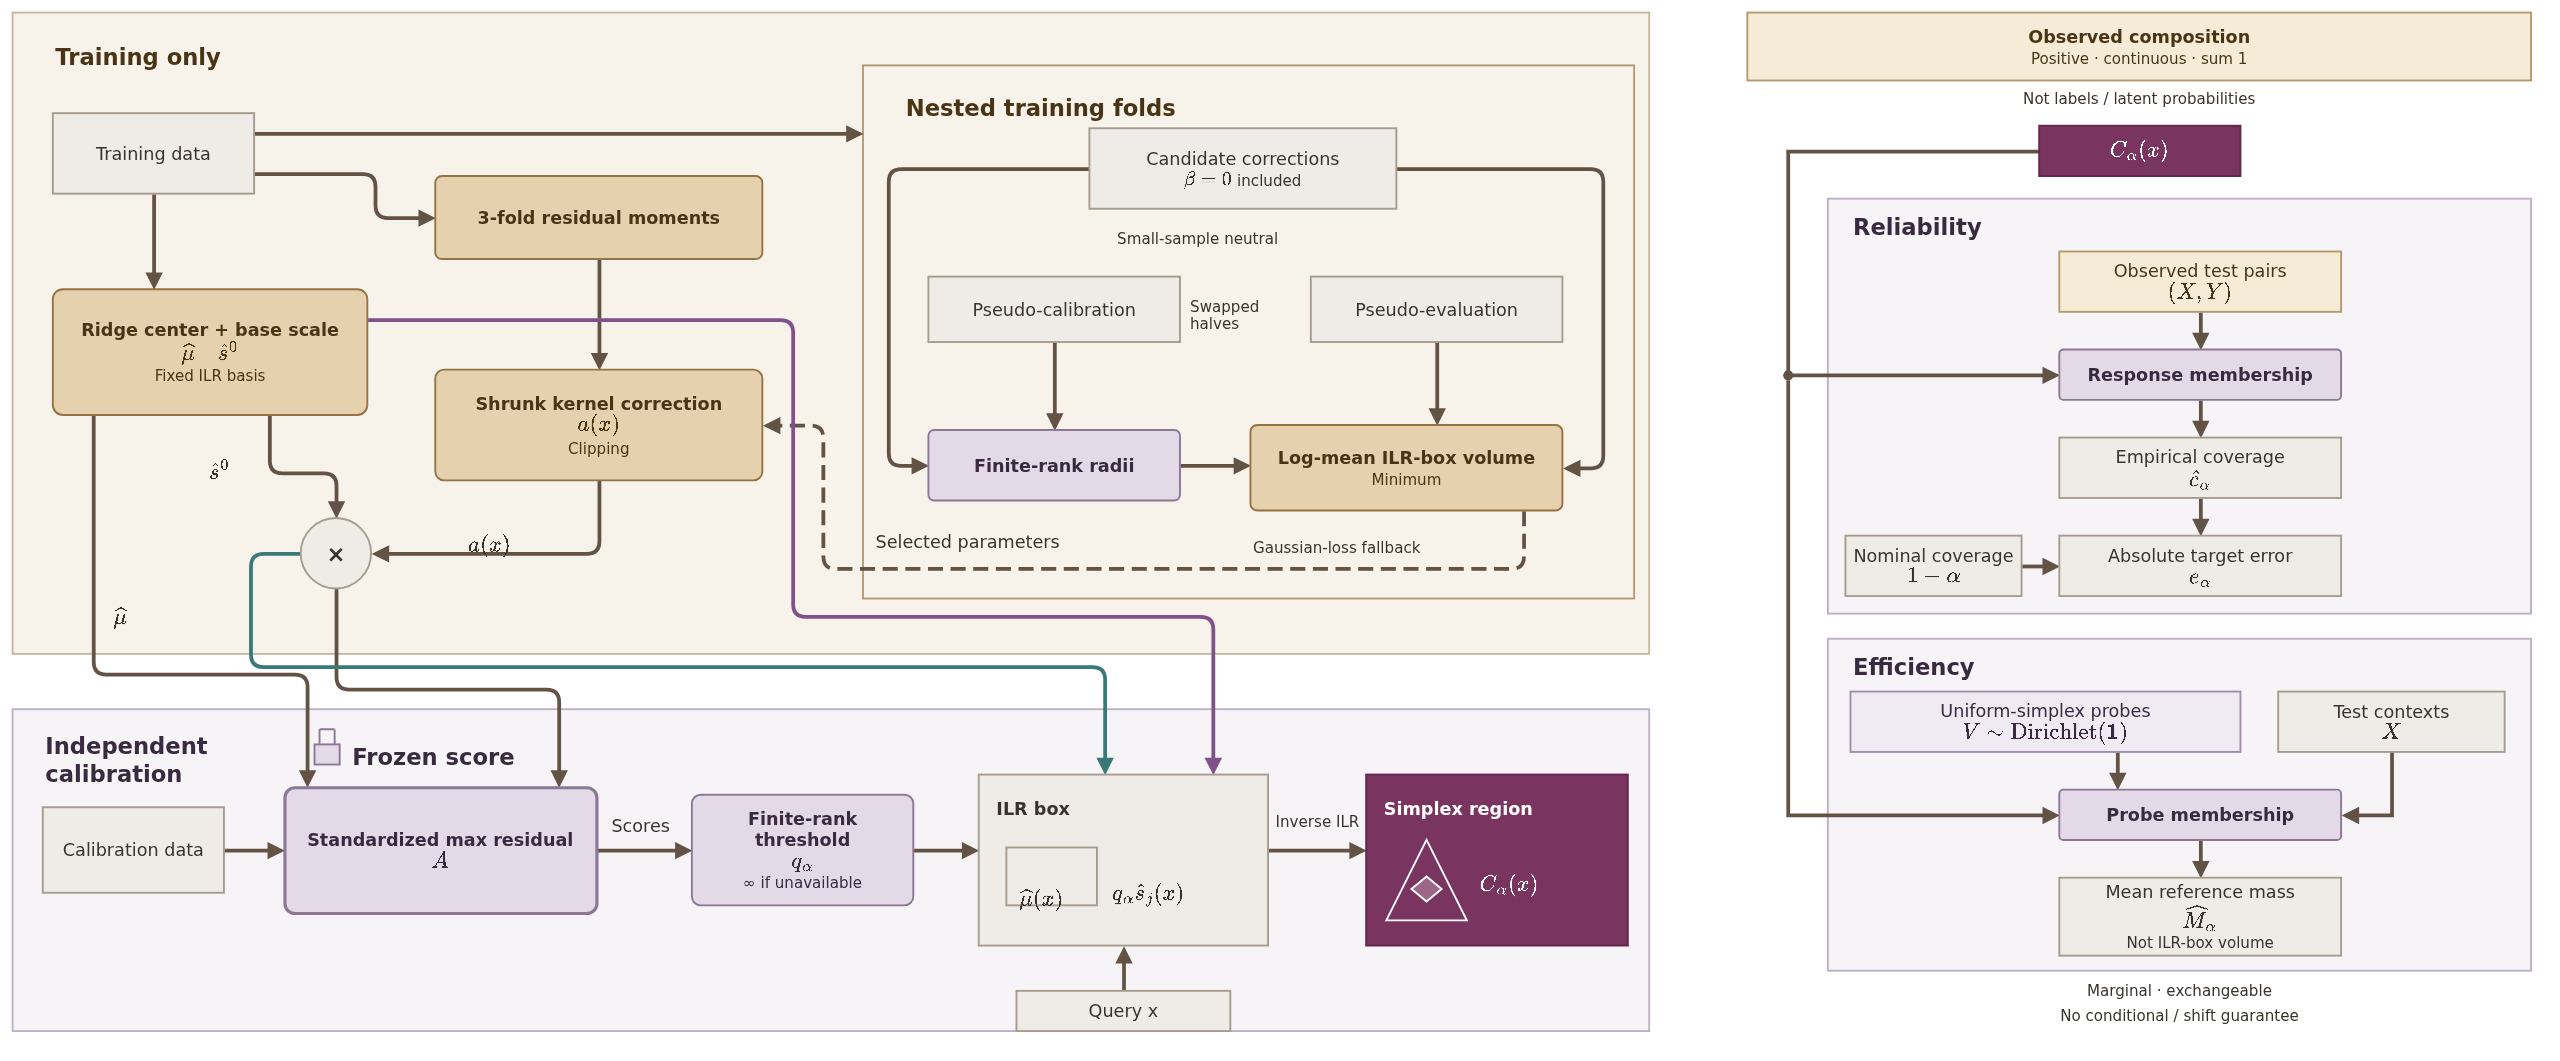 Training only
Training data
3-fold residual moments
Ridge center + base scale
μ̂ ŝ⁰
Fixed ILR basis
Shrunk kernel correction
a(x)
Clipping
ŝ⁰
×
a(x)
μ̂
Nested training folds
Candidate corrections
β = 0 included
Small-sample neutral
Pseudo-calibration
Swapped
halves
Pseudo-evaluation
Finite-rank radii
Log-mean ILR-box volume
Minimum
Selected parameters
Gaussian-loss fallback
Independent
calibration
Frozen score
Calibration data
Standardized max residual
A
Scores
Finite-rank
threshold
q_α
∞ if unavailable
ILR box
μ̂(x)
q_α ŝ_j(x)
Inverse ILR
Simplex region
C_α(x)
Query x
Observed composition
Positive · continuous · sum 1
Not labels / latent probabilities
C_α(x)
Reliability
Observed test pairs
(X, Y)
Response membership
Empirical coverage
ĉ_α
Nominal coverage
1 − α
Absolute target error
e_α
Efficiency
Uniform-simplex probes
V ∼ Dirichlet(1)
Test contexts
X
Probe membership
Mean reference mass
M̂_α
Not ILR-box volume
Marginal · exchangeable
No conditional / shift guarantee